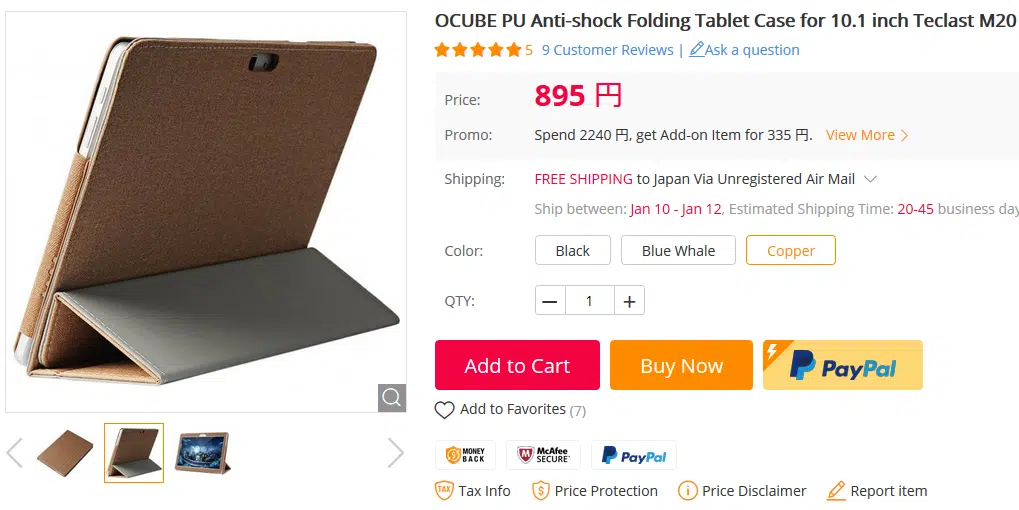 OCUBE PU Anti-shock Folding Tablet Case for 10.1 inch Teclast M20
5 9 Customer Reviews | Ask a question
Price: 895 円
Promo: Spend 2240 円, get Add-on Item for 335 円. View More
Shipping: FREE SHIPPING to Japan Via Unregistered Air Mail
Ship between: Jan 10 - Jan 12, Estimated Shipping Time: 20-45 business day
Color: Black Blue Whale Copper
QTY: 1
Add to Cart Buy Now PayPal
Add to Favorites (7)
MONEY BACK McAfee SECURE PayPal
TAX Tax Info $ Price Protection Price Disclaimer Report item